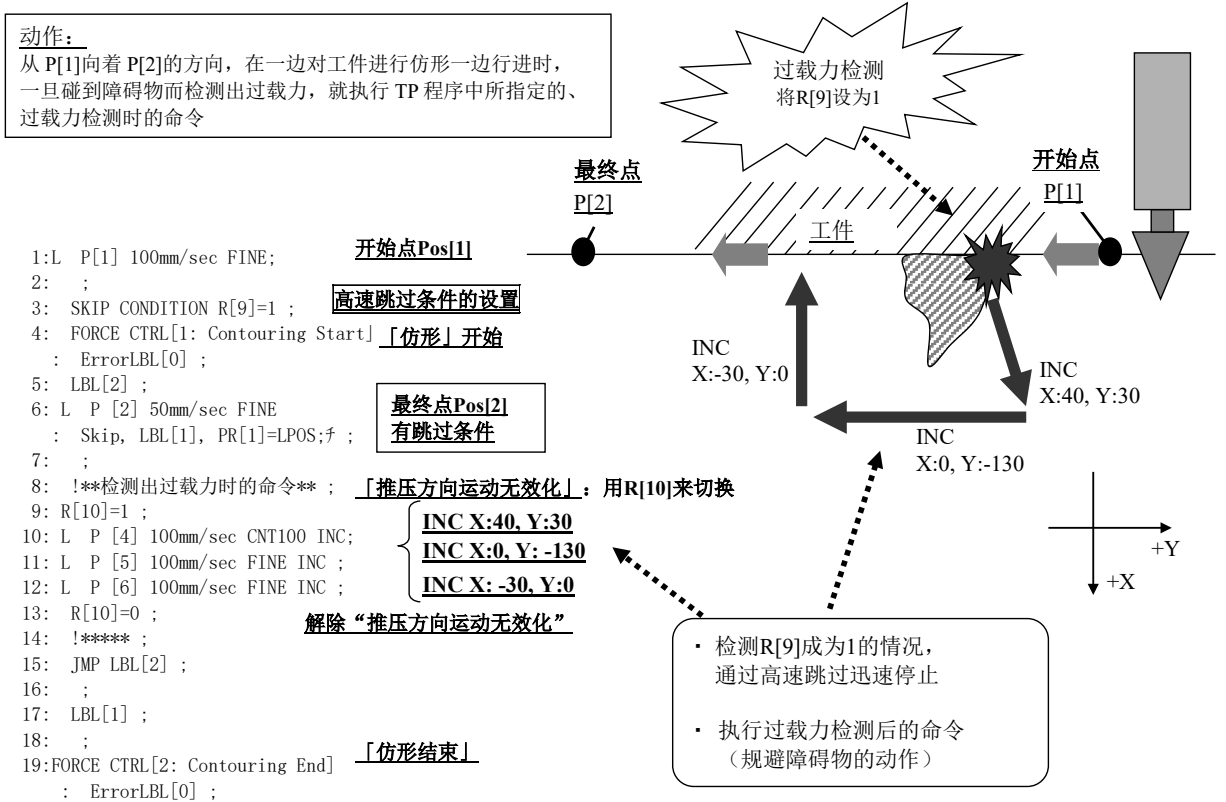 动作：
从 P[1]向着 P[2]的方向，在一边对工件进行仿形一边行进时，
一旦碰到障碍物而检测出过载力，就执行 TP 程序中所指定的、
过载力检测时的命令
过载力检测
将R[9]设为1
最终点
P[2]
开始点
P[1]
工件
INC
X:-30, Y:0
INC
X:40, Y:30
INC
X:0, Y:-130
+Y
+X
1:L P[1] 100mm/sec FINE;
开始点Pos[1]
2: ;
3: SKIP CONDITION R[9]=1 ;
高速跳过条件的设置
4: FORCE CTRL[1: Contouring Start」
「仿形」开始
: ErrorLBL[0] ;
5: LBL[2] ;
6: L P [2] 50mm/sec FINE
: Skip, LBL[1], PR[1]=LPOS;ﾁ ;
最终点Pos[2]
有跳过条件
7: ;
8: !**检测出过载力时的命令** ;
「推压方向运动无效化」：用R[10]来切换
9: R[10]=1 ;
10: L P [4] 100mm/sec CNT100 INC;
INC X:40, Y:30
11: L P [5] 100mm/sec FINE INC ;
INC X:0, Y: -130
12: L P [6] 100mm/sec FINE INC ;
INC X: -30, Y:0
13: R[10]=0 ;
解除“推压方向运动无效化”
14: !***** ;
15: JMP LBL[2] ;
16: ;
17: LBL[1] ;
18: ;
19:FORCE CTRL[2: Contouring End]
「仿形结束」
: ErrorLBL[0] ;
・ 检测R[9]成为1的情况，
通过高速跳过迅速停止
・ 执行过载力检测后的命令
（规避障碍物的动作）